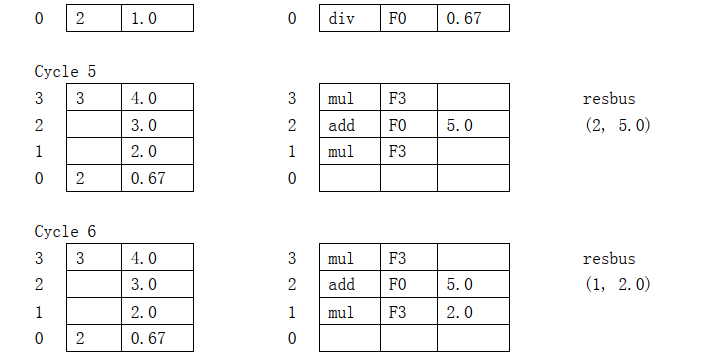 0 2 1.0 0 div F0 0.67
Cycle 5
3 3 4.0 3 mul F3 resbus
2 3.0 2 add F0 5.0 (2, 5.0)
1 2.0 1 mul F3
0 2 0.67 0
Cycle 6
3 3 4.0 3 mul F3 resbus
2 3.0 2 add F0 5.0 (1, 2.0)
1 2.0 1 mul F3 2.0
0 2 0.67 0